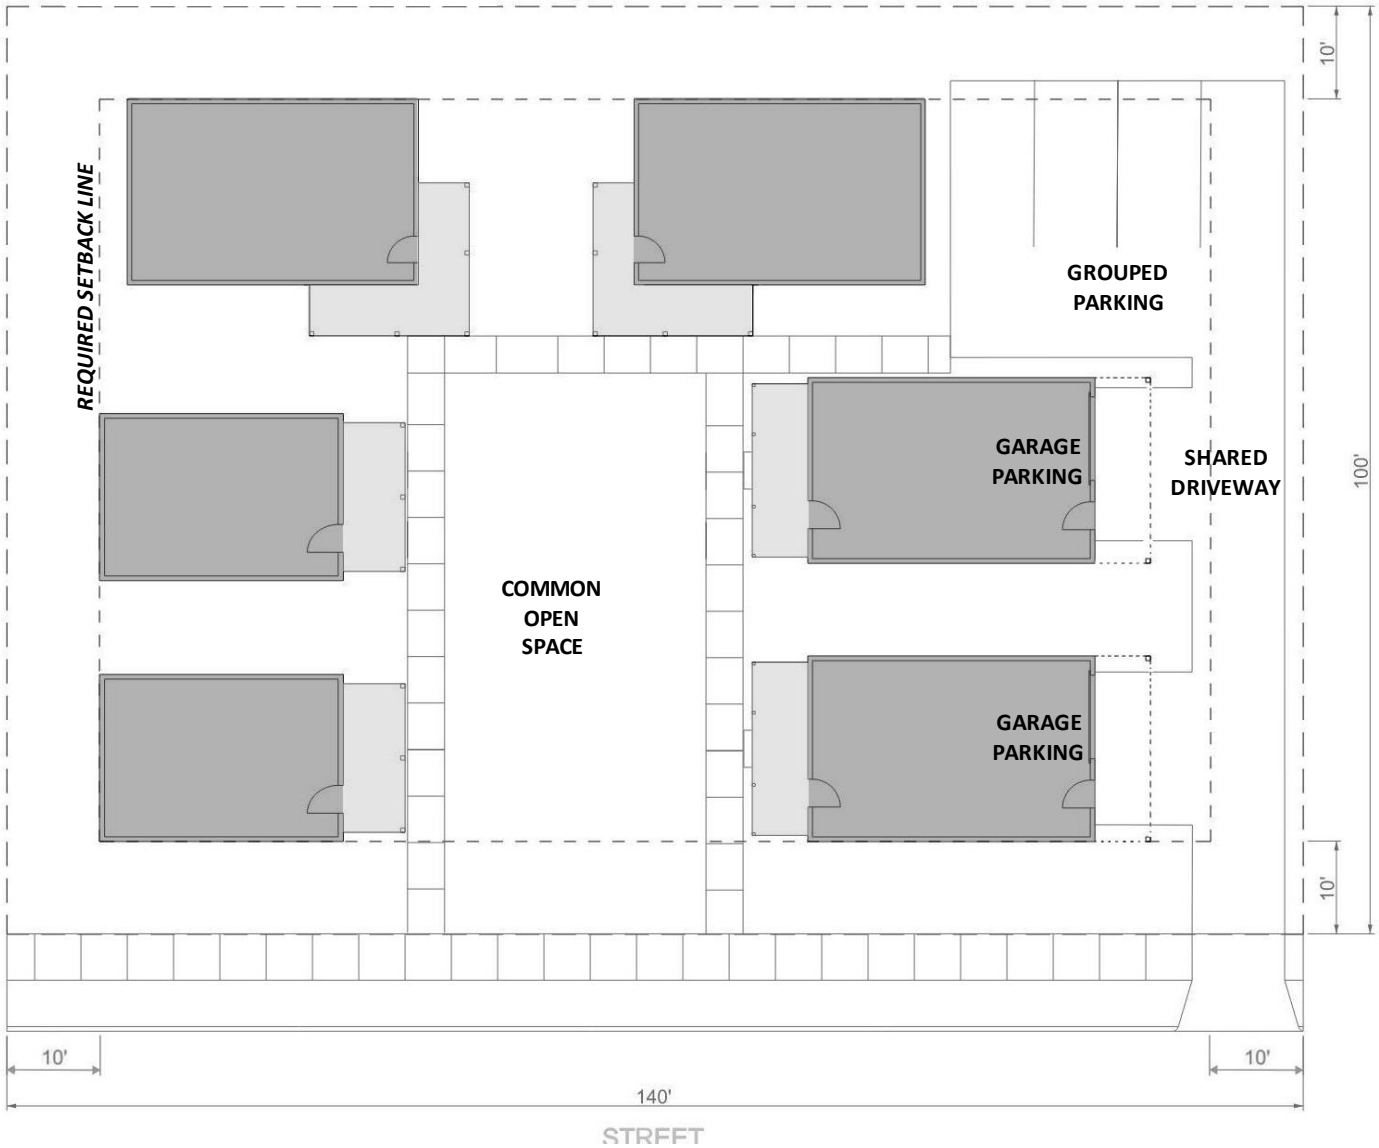 10'
REQUIRED SETBACK LINE
GROUPED
PARKING
GARAGE
PARKING
SHARED
DRIVEWAY
100'
COMMON
OPEN
SPACE
GARAGE
PARKING
10'
10'
10'
140'
STREET